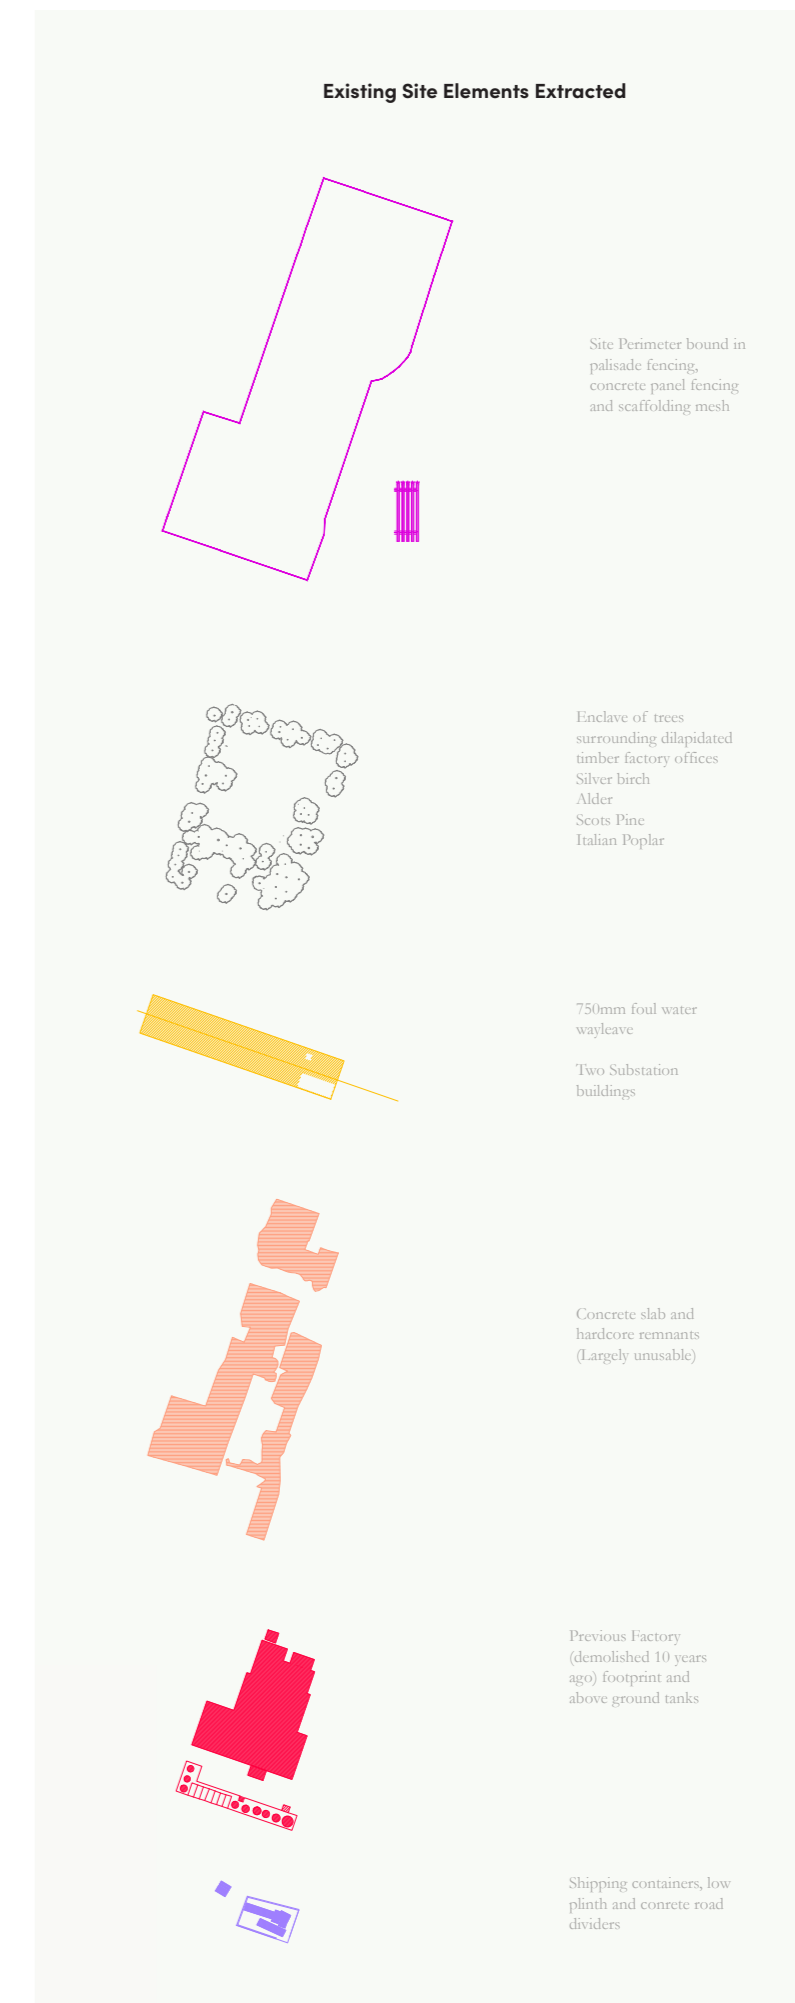 Existing Site Elements Extracted
Site Perimeter bound in
palisade fencing,
concrete panel fencing
and scaffolding mesh
Enclave of trees
surrounding dilapidated
timber factory offices
Silver birch
Alder
Scots Pine
Italian Poplar
750mm foul water
wayleave
Two Substation
buildings
Concrete slab and
hardcore remnants
(Largely unusable)
Previous Factory
(demolished 10 years
ago) footprint and
above ground tanks
Shipping containers, low
plinth and conrete road
dividers